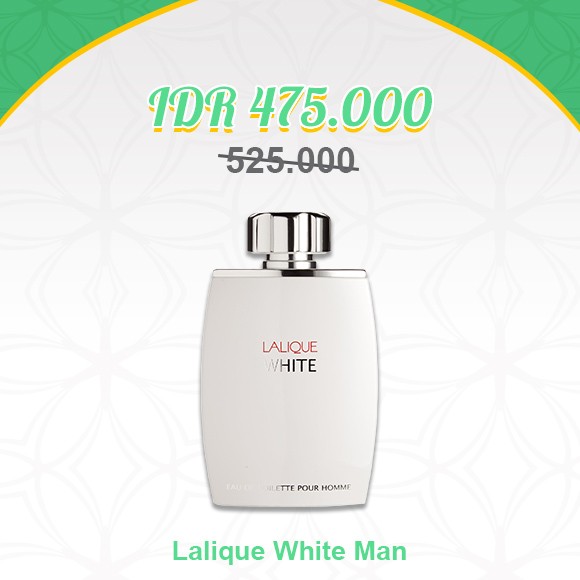 IDR 475.000
525.000
LALIQUE
WHITE
POUR HOMME
Lalique White Man